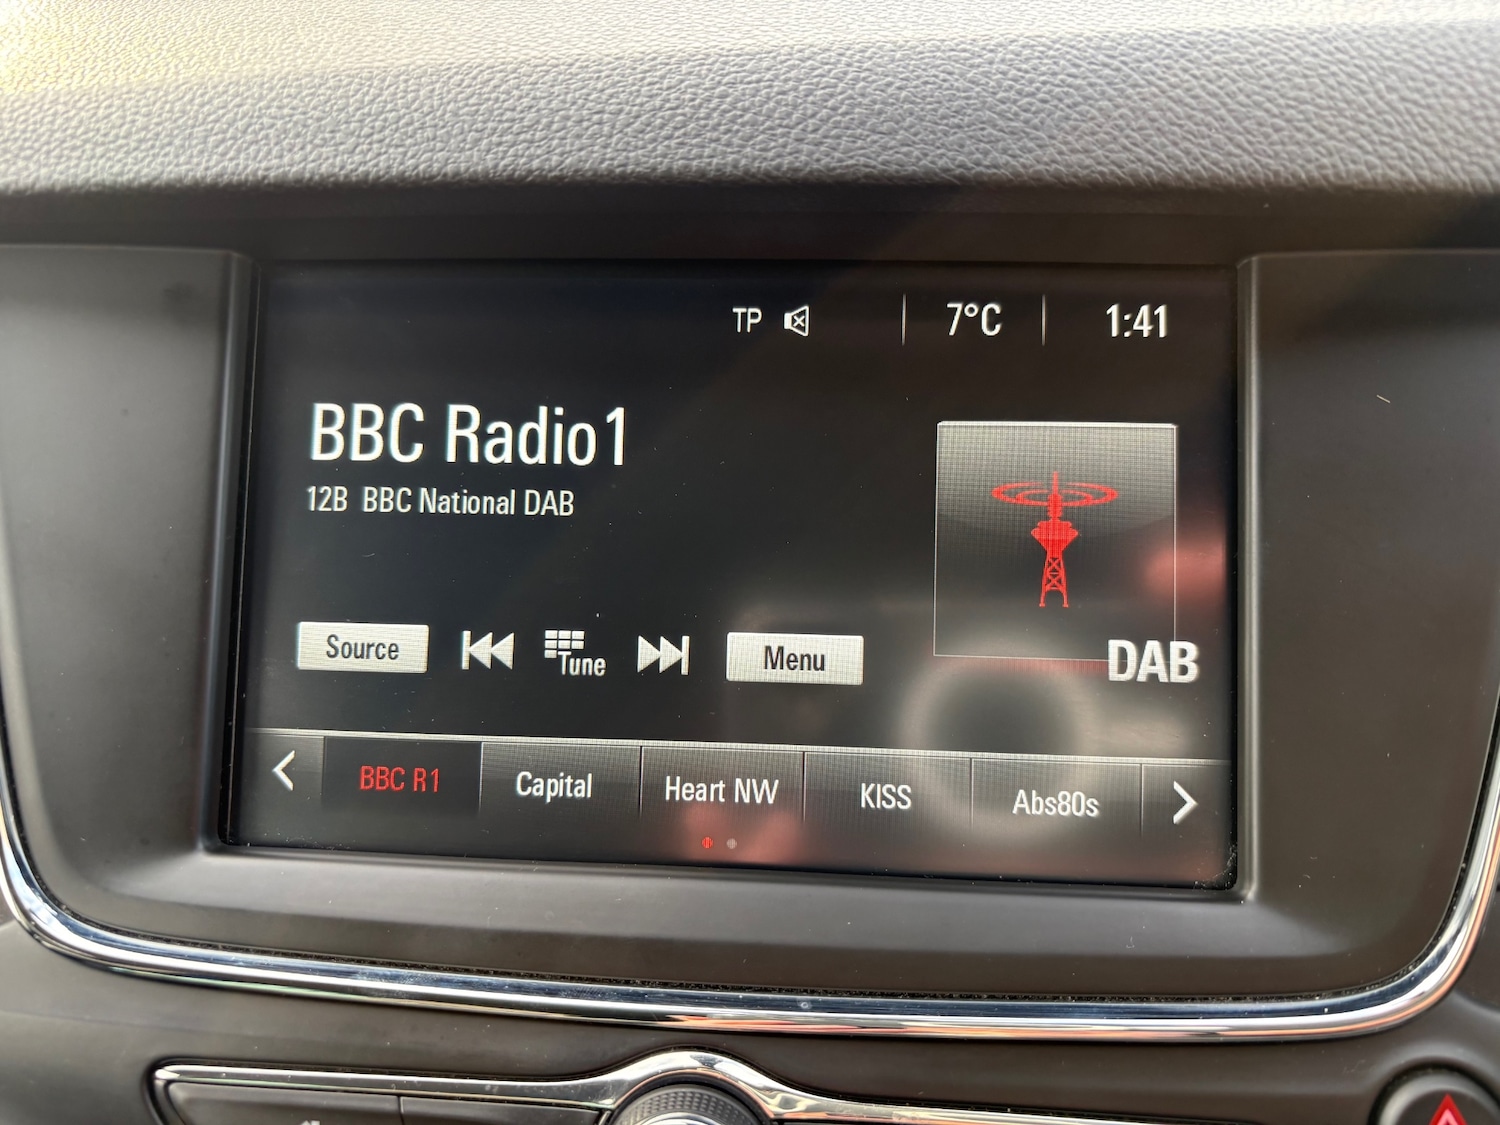 TP 7°C 1:41
BBC Radio1
12B BBC National DAB
Source Tune Menu
DAB
BBC R1 Capital Heart NW KISS Abs80s